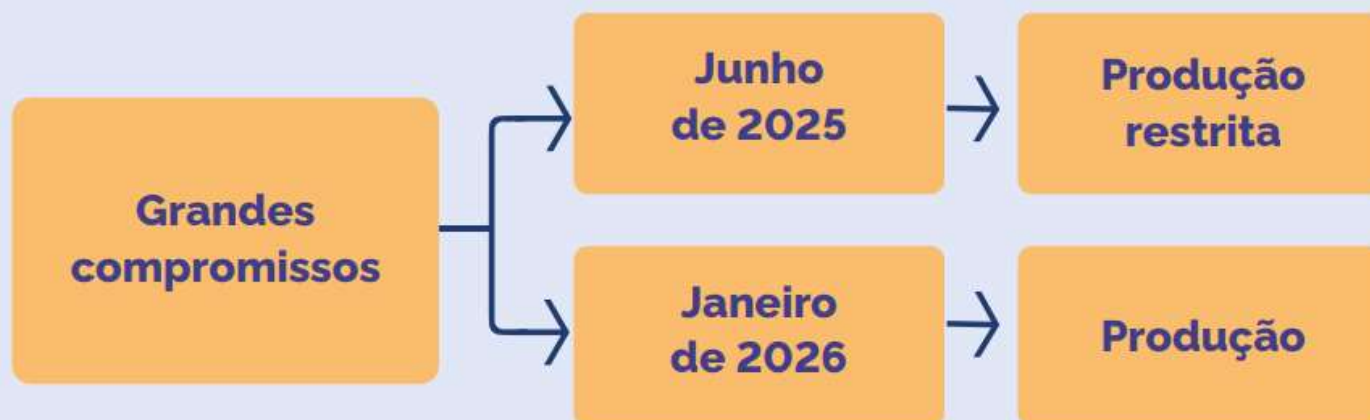 Grandes
compromissos
Junho
de 2025
Produção
restrita
Janeiro
de 2026
Produção